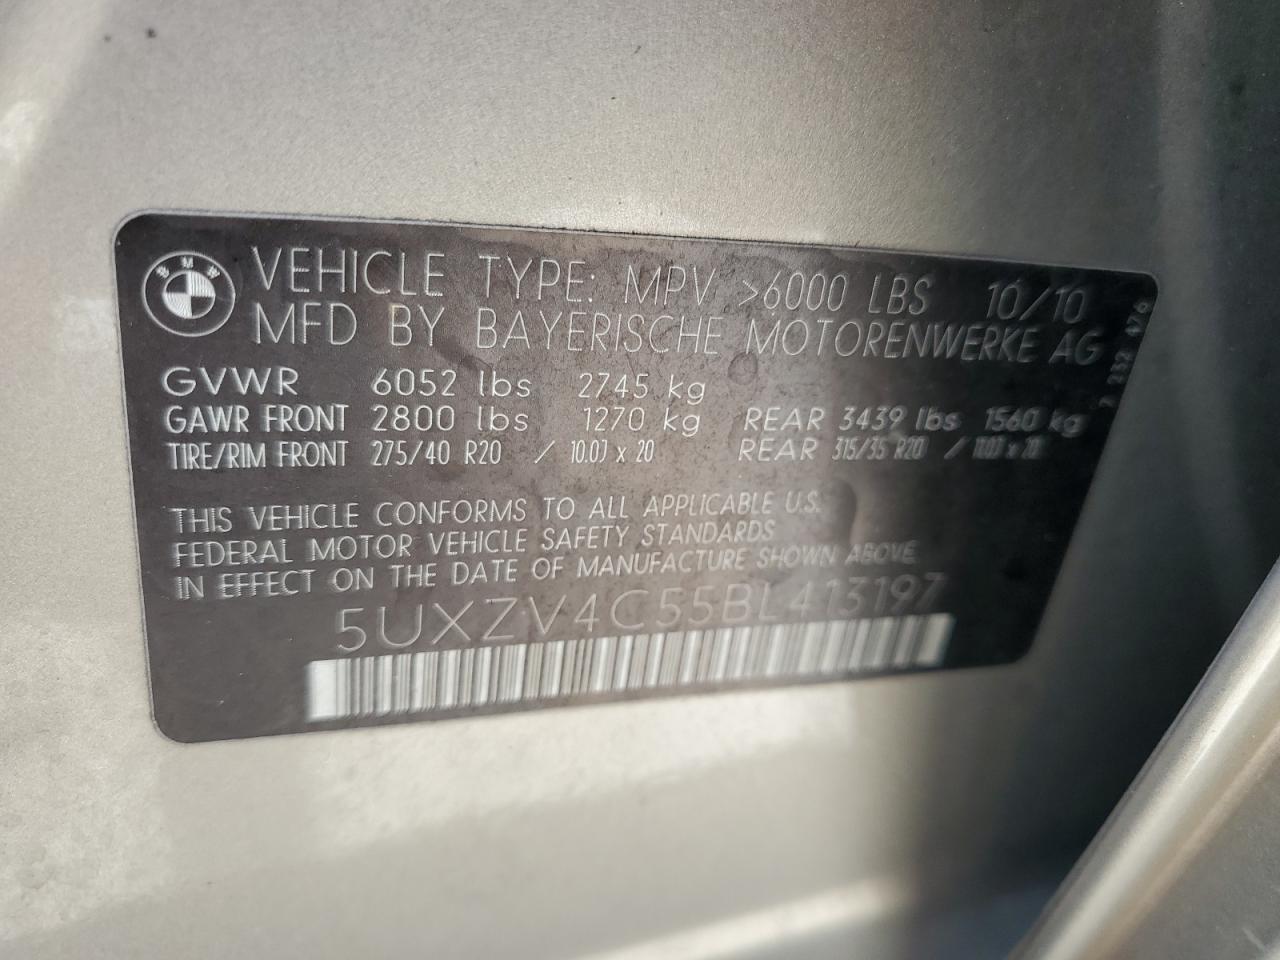 BMW
VEHICLE TYPE: MPV >6000 LBS 10/10
MFD BY BAYERISCHE MOTORENWERKE AG
GVWR 6052 lbs 2745 kg
GAWR FRONT 2800 lbs 1270 kg REAR 3439 lbs 1560 kg
TIRE/RIM FRONT 275/40 R20 / 10.0J x 20 REAR 315/35 R20 / 11.0J x 20
THIS VEHICLE CONFORMS TO ALL APPLICABLE U.S.
FEDERAL MOTOR VEHICLE SAFETY STANDARDS
IN EFFECT ON THE DATE OF MANUFACTURE SHOWN ABOVE
5UXZV4C55BL413197
7 232